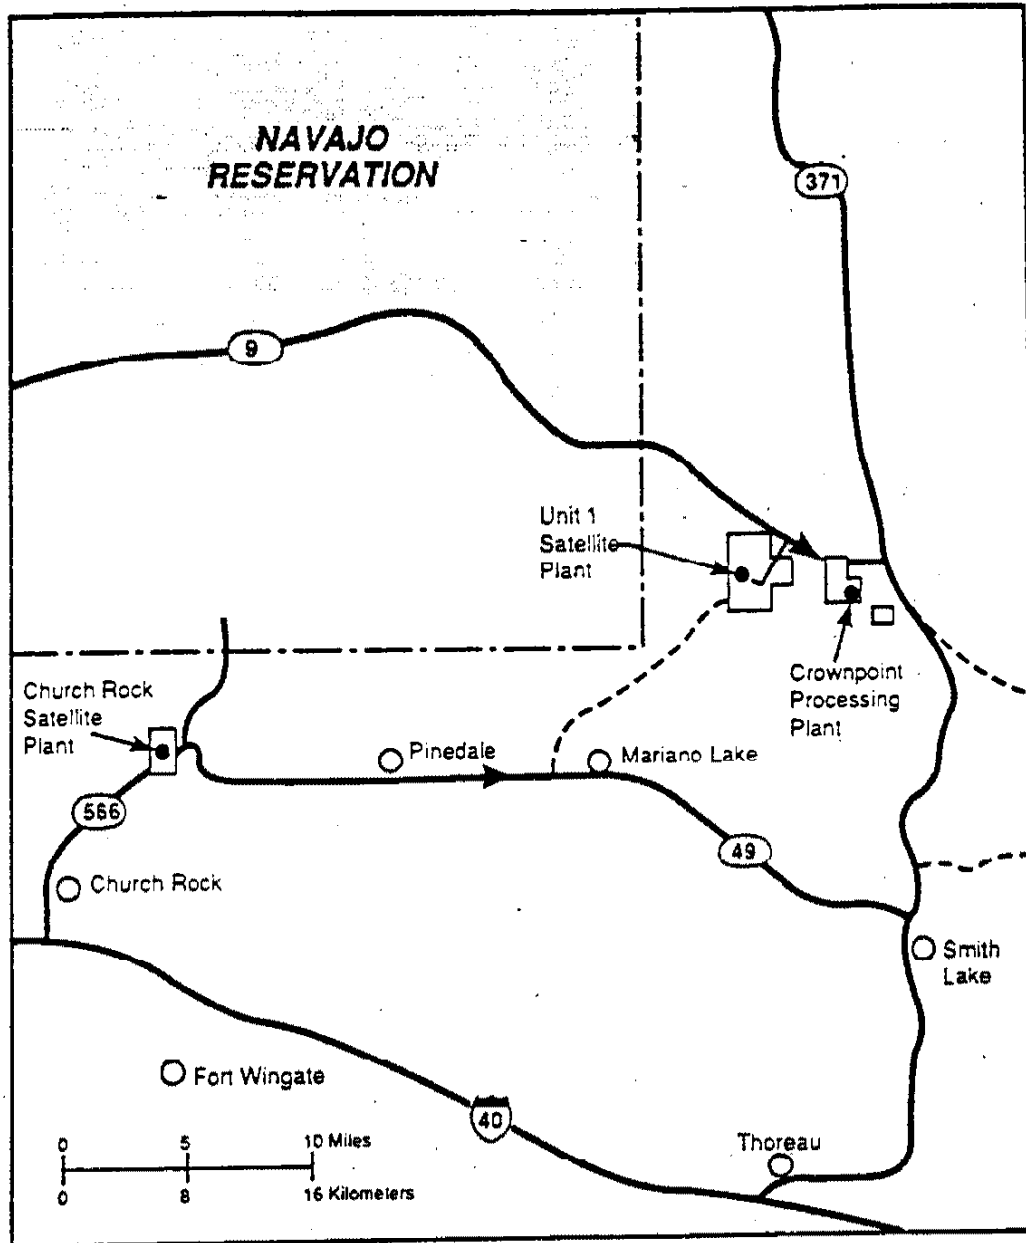 NAVAJO
RESERVATION
371
9
Unit 1
Satellite
Plant
Crownpoint
Processing
Plant
Church Rock
Satellite
Plant
Pinedale
Mariano Lake
566
49
Church Rock
Smith
Lake
Fort Wingate
40
Thoreau
0 5 10 Miles
0 8 16 Kilometers